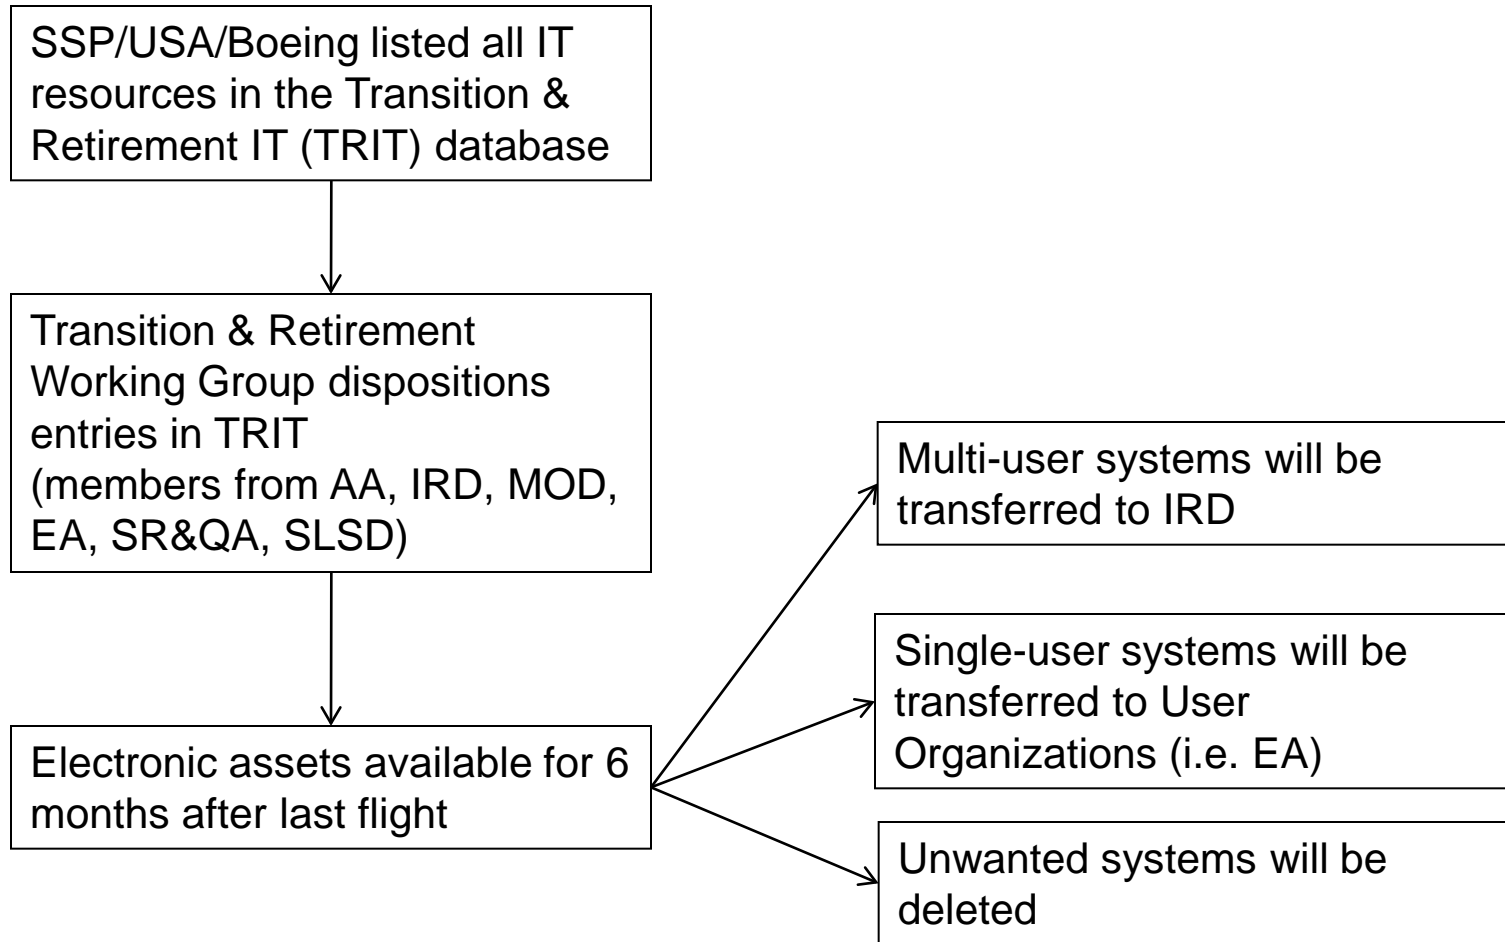 SSP/USA/Boeing listed all IT
resources in the Transition &
Retirement IT (TRIT) database
Transition & Retirement
Working Group dispositions
entries in TRIT
(members from AA, IRD, MOD,
EA, SR&QA, SLSD)
Electronic assets available for 6
months after last flight
Multi-user systems will be
transferred to IRD
Single-user systems will be
transferred to User
Organizations (i.e. EA)
Unwanted systems will be
deleted